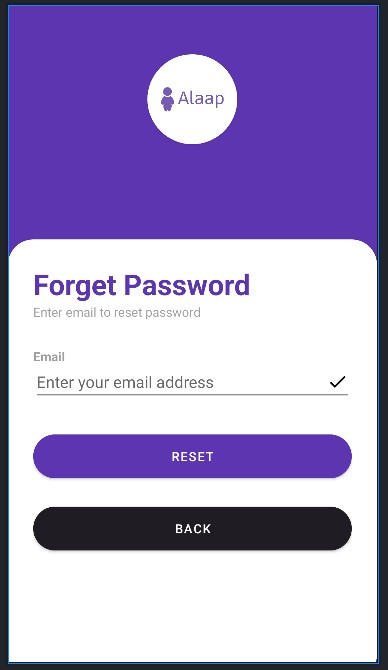 Alaap
Forget Password
Enter email to reset password
Email
Enter your email address
RESET
BACK